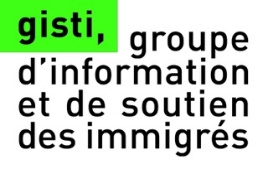 gisti, groupe
d'information
et de soutien
des immigrés